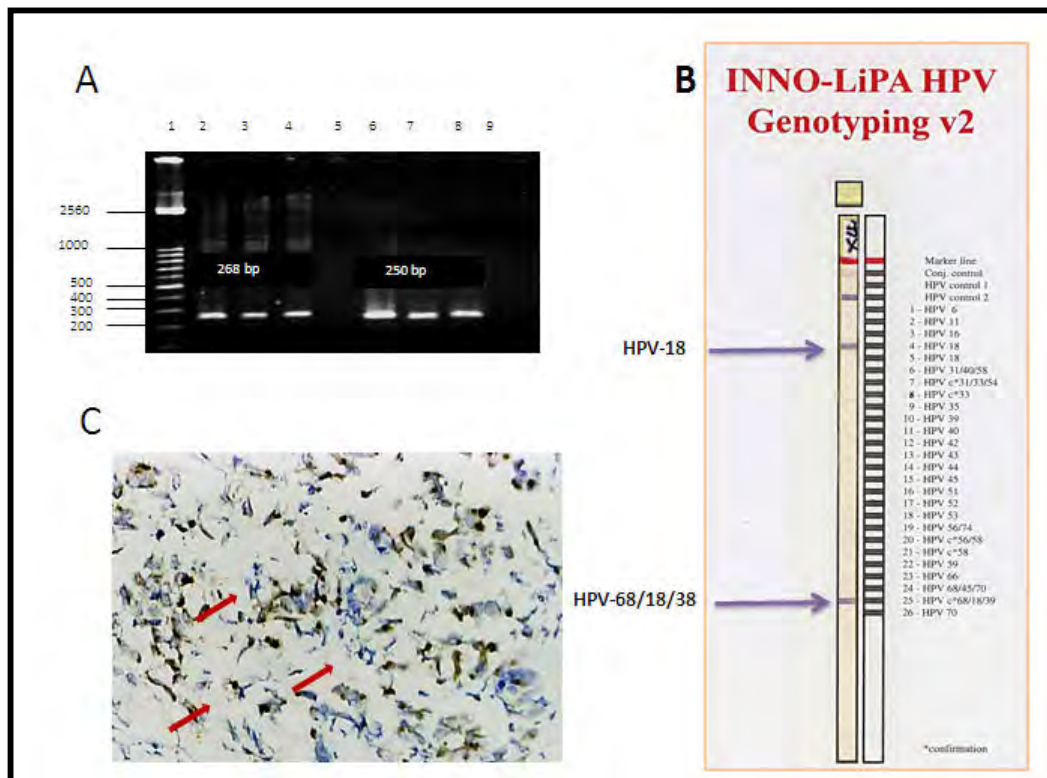 A
1 2 3 4 5 6 7 8 9
2560
1000
500
400
300
200
268 bp
250 bp
B
INNO-LiPA HPV
Genotyping v2
Marker line
Conj. control
HPV control 1
HPV control 2
1 - HPV 6
2 - HPV 11
3 - HPV 16
4 - HPV 18
5 - HPV 18
6 - HPV 31/40/58
7 - HPV c*31/33/54
8 - HPV c*33
9 - HPV 35
10 - HPV 39
11 - HPV 40
12 - HPV 42
13 - HPV 43
14 - HPV 44
15 - HPV 45
16 - HPV 51
17 - HPV 52
18 - HPV 53
19 - HPV 56/74
20 - HPV c*56/58
21 - HPV c*58
22 - HPV 59
23 - HPV 66
24 - HPV 68/45/70
25 - HPV c*68/18/39
26 - HPV 70
*confirmation
HPV-18
HPV-68/18/38
C